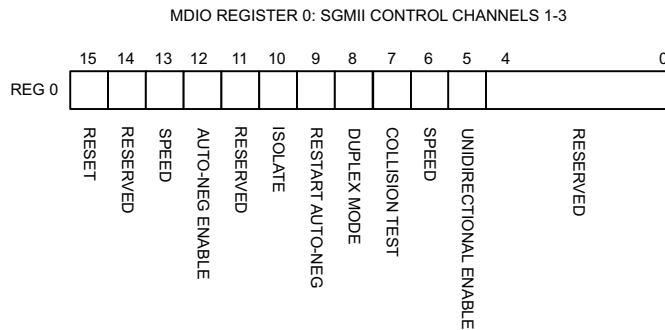 MDIO REGISTER 0: SGMII CONTROL CHANNELS 1-3
15 14 13 12 11 10 9 8 7 6 5 4 0
REG 0
RESET
RESERVED
SPEED
AUTO-NEG ENABLE
RESERVED
ISOLATE
RESTART AUTO-NEG
DUPLEX MODE
COLLISION TEST
SPEED
UNIDIRECTIONAL ENABLE
RESERVED